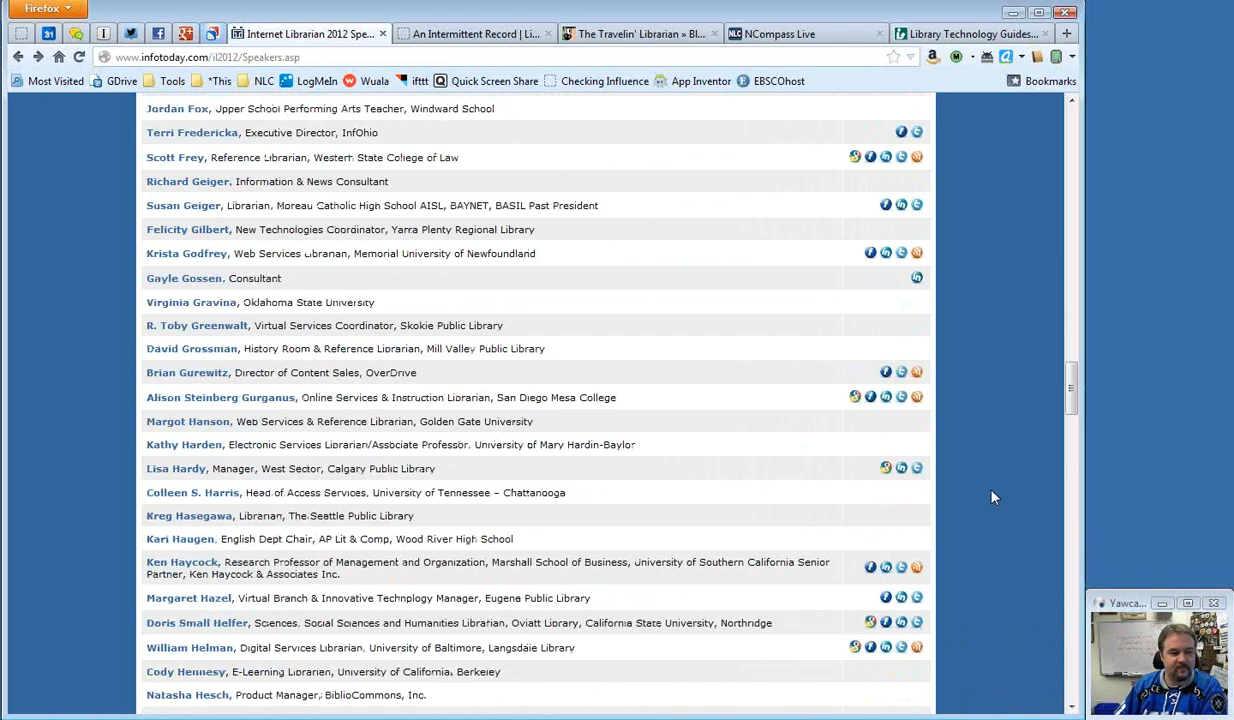 Firefox
31
Internet Librarian 2012 Spe...
An Intermittent Record | Li...
The Travelin' Librarian » Bl...
NCompass Live
Library Technology Guides...
www.infotoday.com/il2012/Speakers.asp
Most Visited GDrive Tools *This NLC LogMeIn Wuala ifttt Quick Screen Share Checking Influence App Inventor EBSCOhost Bookmarks
Jordan Fox, Upper School Performing Arts Teacher, Windward School
Terri Fredericka, Executive Director, InfOhio
Scott Frey, Reference Librarian, Western State College of Law
Richard Geiger, Information & News Consultant
Susan Geiger, Librarian, Moreau Catholic High School AISL, BAYNET, BASIL Past President
Felicity Gilbert, New Technologies Coordinator, Yarra Plenty Regional Library
Krista Godfrey, Web Services Librarian, Memorial University of Newfoundland
Gayle Gossen, Consultant
Virginia Gravina, Oklahoma State University
R. Toby Greenwalt, Virtual Services Coordinator, Skokie Public Library
David Grossman, History Room & Reference Librarian, Mill Valley Public Library
Brian Gurewitz, Director of Content Sales, OverDrive
Alison Steinberg Gurganus, Online Services & Instruction Librarian, San Diego Mesa College
Margot Hanson, Web Services & Reference Librarian, Golden Gate University
Kathy Harden, Electronic Services Librarian/Associate Professor, University of Mary Hardin-Baylor
Lisa Hardy, Manager, West Sector, Calgary Public Library
Colleen S. Harris, Head of Access Services, University of Tennessee – Chattanooga
Kreg Hasegawa, Librarian, The Seattle Public Library
Kari Haugen, English Dept Chair, AP Lit & Comp, Wood River High School
Ken Haycock, Research Professor of Management and Organization, Marshall School of Business, University of Southern California Senior
Partner, Ken Haycock & Associates Inc.
Margaret Hazel, Virtual Branch & Innovative Technology Manager, Eugene Public Library
Doris Small Helfer, Sciences, Social Sciences and Humanities Librarian, Oviatt Library, California State University, Northridge
William Helman, Digital Services Librarian, University of Baltimore, Langsdale Library
Cody Hennesy, E-Learning Librarian, University of California, Berkeley
Natasha Hesch, Product Manager, BiblioCommons, Inc.
Yawca...